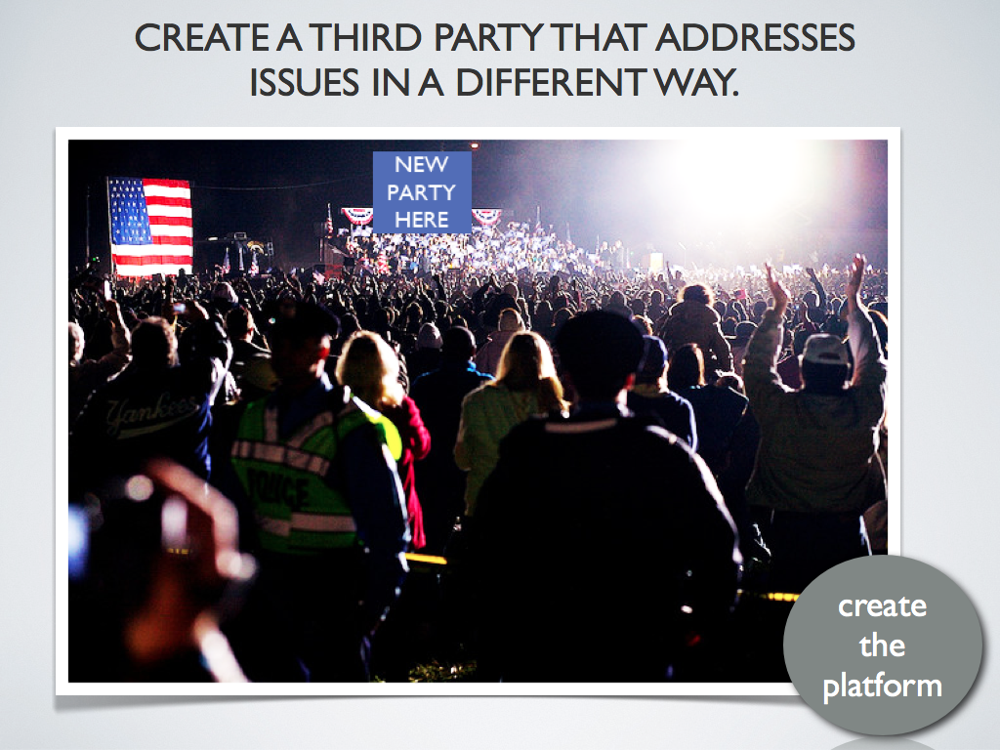 CREATE A THIRD PARTY THAT ADDRESSES
ISSUES IN A DIFFERENT WAY.
NEW
PARTY
HERE
Yankees
POLICE
create
the
platform